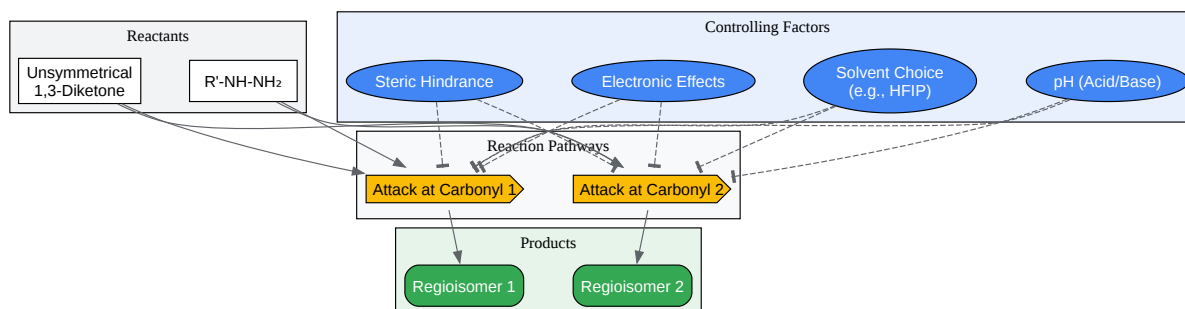 Reactants
Unsymmetrical
1,3-Diketone
R'-NH-NH₂
Controlling Factors
Steric Hindrance
Electronic Effects
Solvent Choice
(e.g., HFIP)
pH (Acid/Base)
Reaction Pathways
Attack at Carbonyl 1
Attack at Carbonyl 2
Products
Regioisomer 1
Regioisomer 2